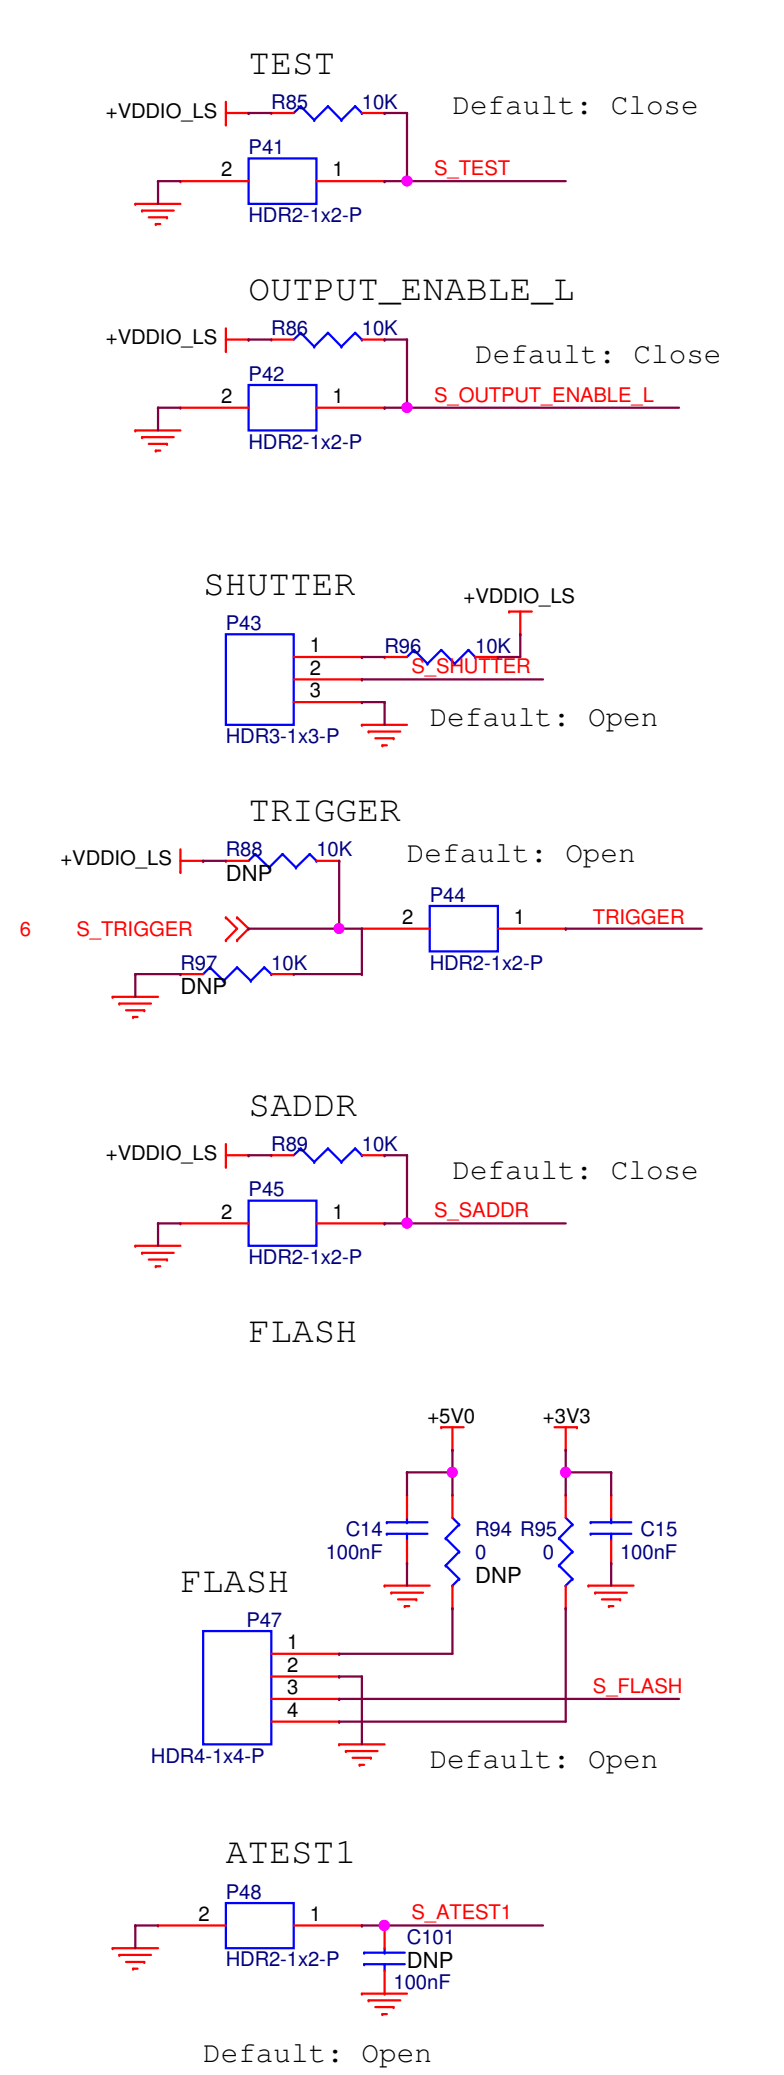 TEST
R85 10K
Default: Close
+VDDIO_LS
P41
2 1
S_TEST
HDR2-1x2-P
OUTPUT_ENABLE_L
R86 10K
+VDDIO_LS
Default: Close
P42
2 1
S_OUTPUT_ENABLE_L
HDR2-1x2-P
SHUTTER
+VDDIO_LS
P43
1
R96 10K
2
S_SHUTTER
3
Default: Open
HDR3-1x3-P
TRIGGER
R88 10K
Default: Open
+VDDIO_LS
DNP
P44
2 1
TRIGGER
6 S_TRIGGER
R97 10K
HDR2-1x2-P
DNP
SADDR
R89 10K
+VDDIO_LS
Default: Close
P45
2 1
S_SADDR
HDR2-1x2-P
FLASH
+5V0 +3V3
C14 R94 R95 C15
100nF 0 0 100nF
DNP
FLASH
P47
1
2
3
S_FLASH
4
HDR4-1x4-P
Default: Open
ATEST1
P48
2 1
S_ATEST1
C101
HDR2-1x2-P
DNP
100nF
Default: Open